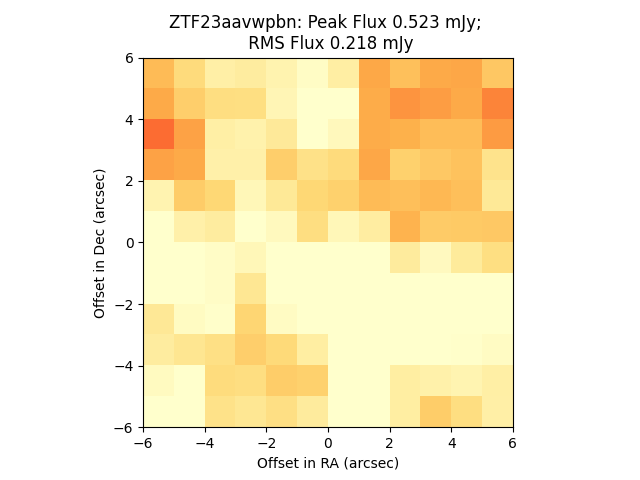 ZTF23aavwpbn: Peak Flux 0.523 mJy;
RMS Flux 0.218 mJy
6
4
2
0
−2
−4
−6
Offset in Dec (arcsec)
−6 −4 −2 0 2 4 6
Offset in RA (arcsec)